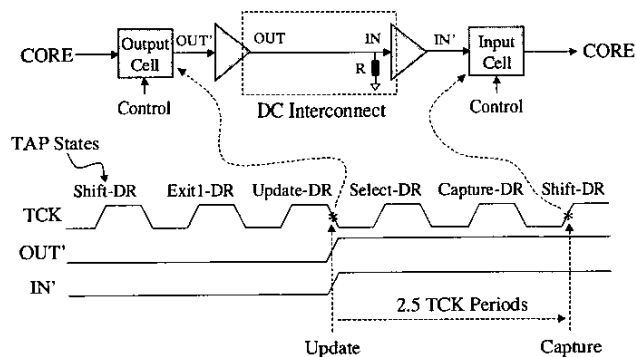 CORE
Output
Cell
OUT'
OUT
IN
R
IN'
Input
Cell
CORE
Control
DC Interconnect
Control
TAP States
Shift-DR Exit1-DR Update-DR Select-DR Capture-DR Shift-DR
TCK
OUT'
IN'
2.5 TCK Periods
Update
Capture